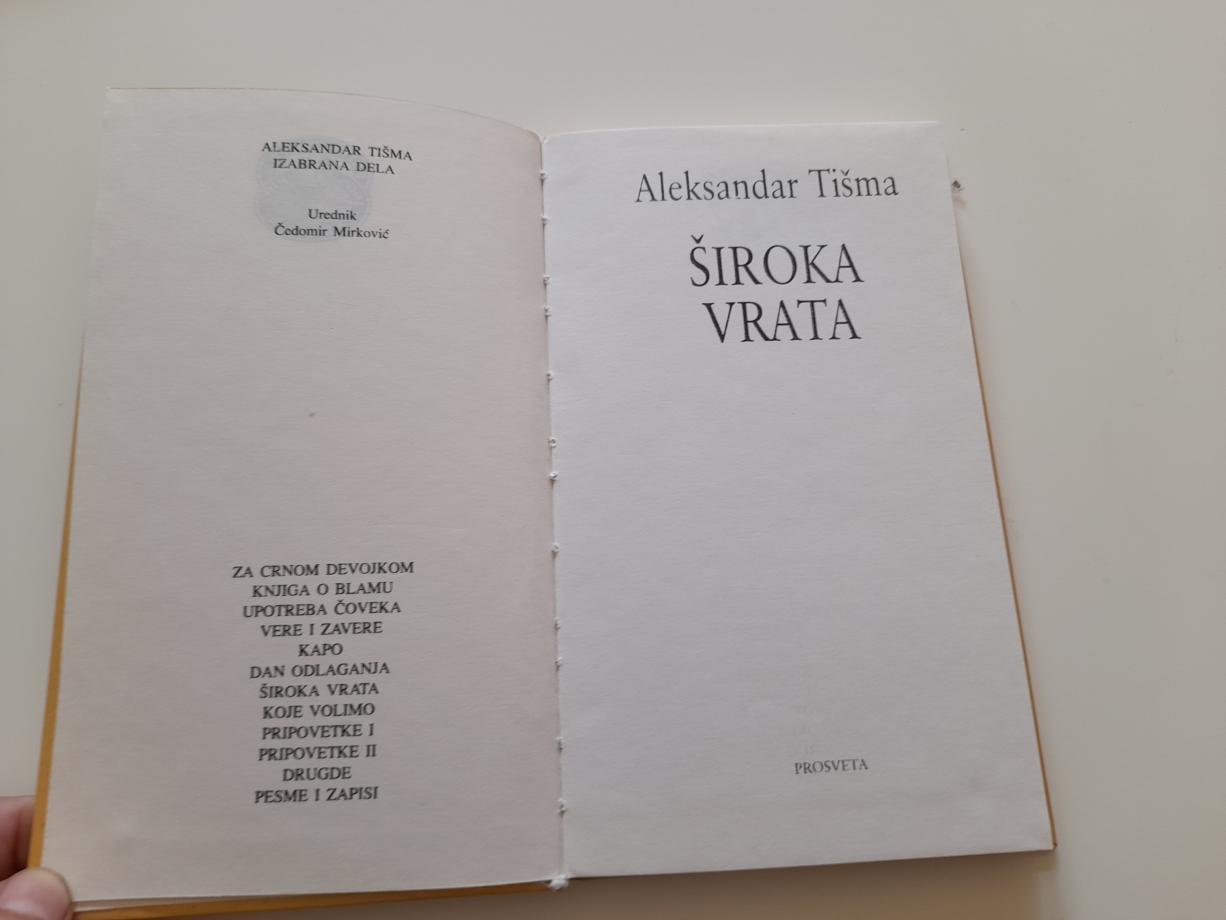 ALEKSANDAR TIŠMA
IZABRANA DELA
Urednik
Čedomir Mirković
ZA CRNOM DEVOJKOM
KNJIGA O BLAMU
UPOTREBA ČOVEKA
VERE I ZAVERE
KAPO
DAN ODLAGANJA
ŠIROKA VRATA
KOJE VOLIMO
PRIPOVETKE I
PRIPOVETKE II
DRUGDE
PESME I ZAPISI
Aleksandar Tišma
ŠIROKA
VRATA
PROSVETA